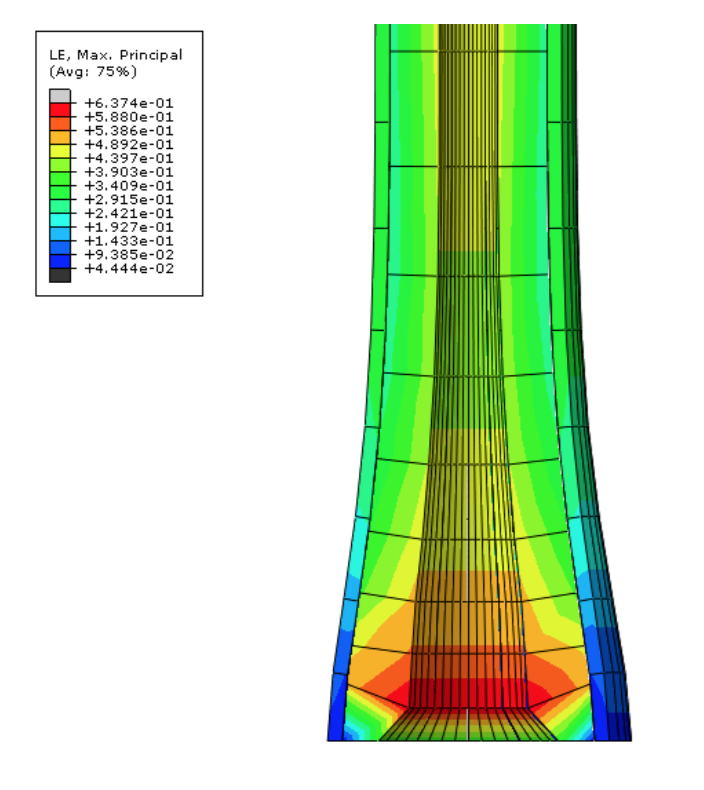 LE, Max. Principal
(Avg: 75%)
+6.374e-01
+5.880e-01
+5.386e-01
+4.892e-01
+4.397e-01
+3.903e-01
+3.409e-01
+2.915e-01
+2.421e-01
+1.927e-01
+1.433e-01
+9.385e-02
+4.444e-02